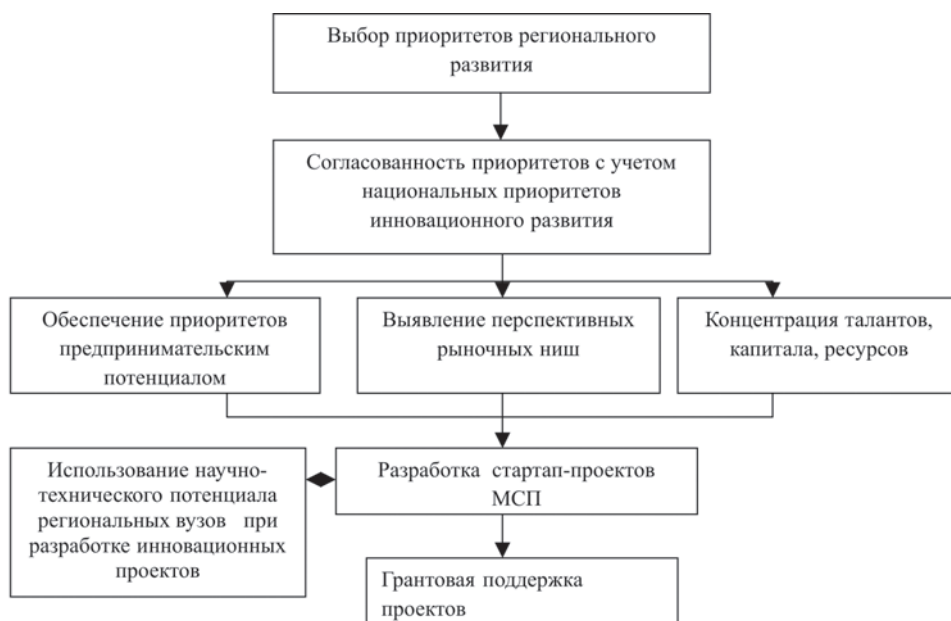 Выбор приоритетов регионального
развития
Согласованность приоритетов с учетом
национальных приоритетов
инновационного развития
Обеспечение приоритетов
предпринимательским
потенциалом
Выявление перспективных
рыночных ниш
Концентрация талантов,
капитала, ресурсов
Использование научно-
технического потенциала
региональных вузов при
разработке инновационных
проектов
Разработка стартап-проектов
МСП
Грантовая поддержка
проектов